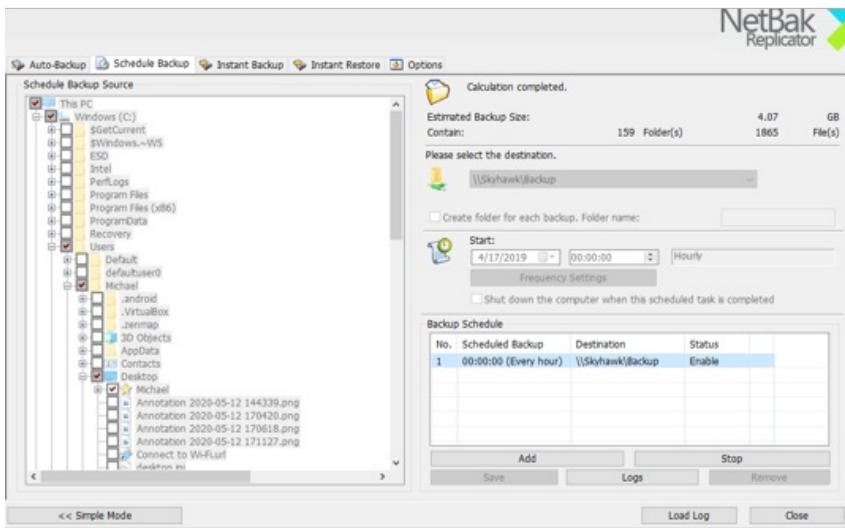 NetBak
Replicator
Auto-Backup Schedule Backup Instant Backup Instant Restore Options
Schedule Backup Source
This PC
Windows (C:)
$GetCurrent
$Windows.~WS
ESD
Intel
PerfLogs
Program Files
Program Files (x86)
ProgramData
Recovery
Users
Default
defaultuser0
Michael
.android
.VirtualBox
.zenmap
3D Objects
AppData
Contacts
Desktop
Michael
Annotation 2020-05-12 144339.png
Annotation 2020-05-12 170420.png
Annotation 2020-05-12 170618.png
Annotation 2020-05-12 171127.png
Connect to Wi-Fi.url
desktop.ini
<< Simple Mode
Calculation completed.
Estimated Backup Size: 4.07 GB
Contain: 159 Folder(s) 1865 File(s)
Please select the destination.
\\Skyhawk\Backup
Create folder for each backup. Folder name:
Start:
4/17/2019 00:00:00 Hourly
Frequency Settings
Shut down the computer when this scheduled task is completed
Backup Schedule
No. Scheduled Backup Destination Status
1 00:00:00 (Every hour) \\Skyhawk\Backup Enable
Add Stop
Save Logs Remove
Load Log Close